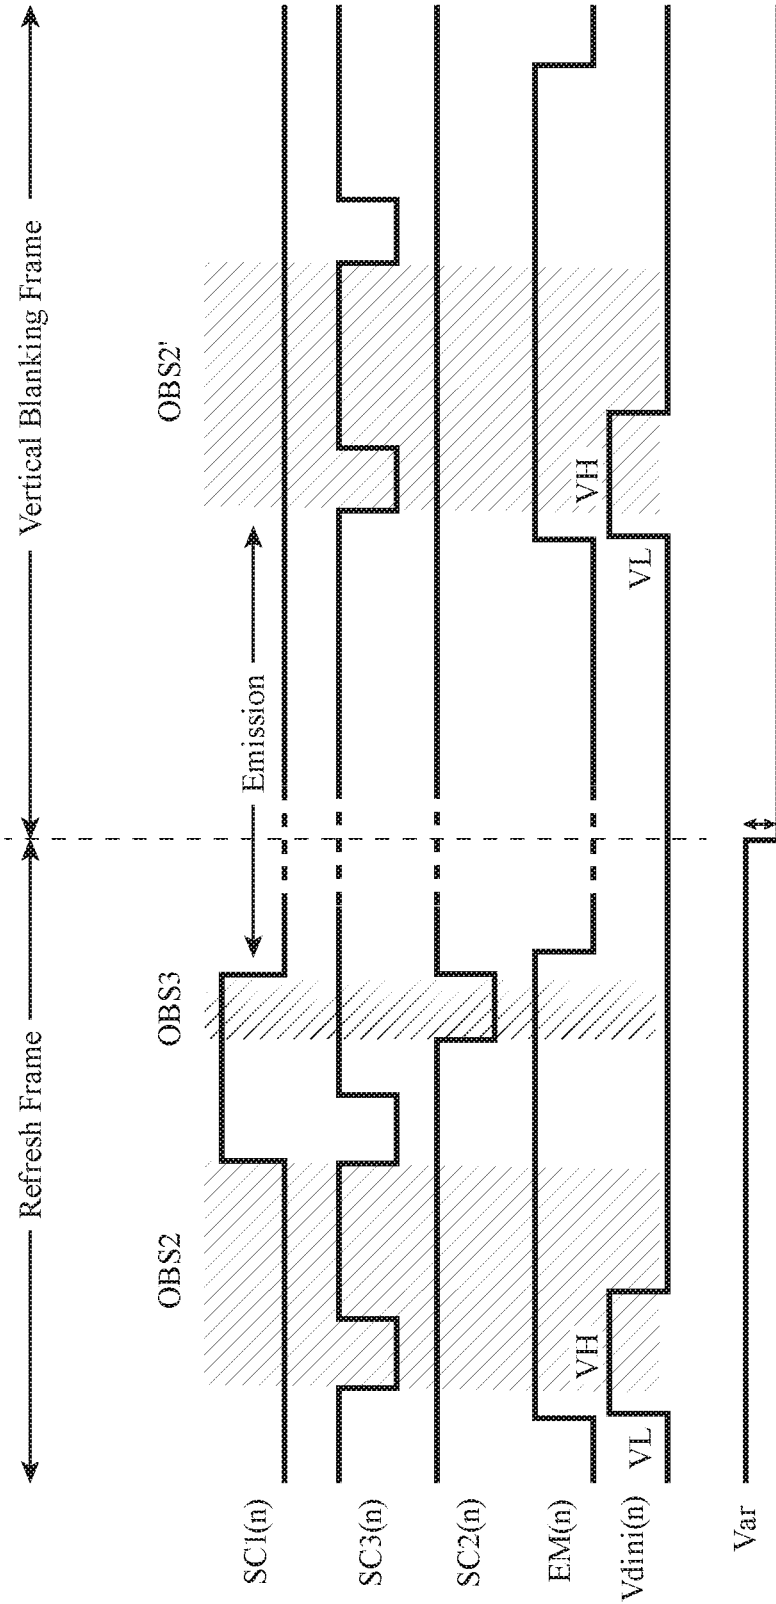 Refresh Frame
Vertical Blanking Frame
OBS2
OBS3
OBS2'
Emission
SC1(n)
SC3(n)
SC2(n)
EM(n)
VH
VH
Vdini(n)
VL
VL
Var